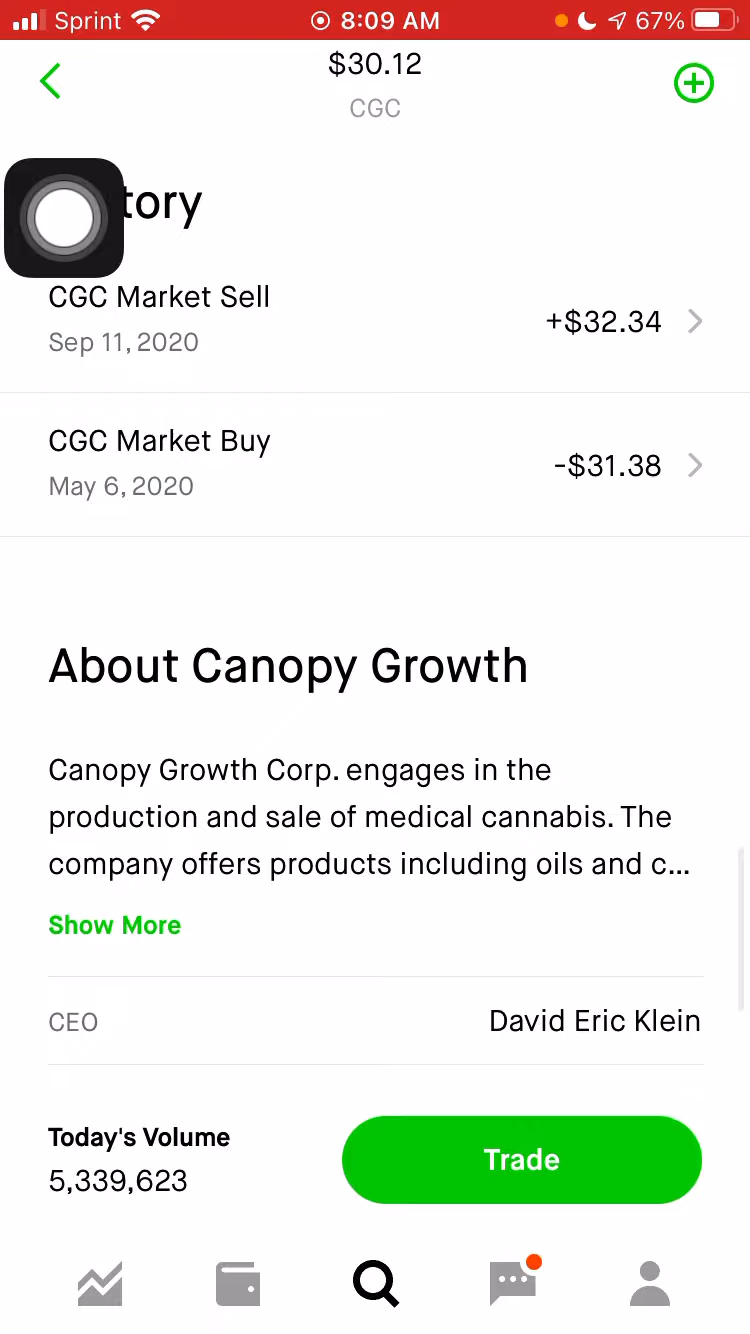 Sprint 8:09 AM 67%
$30.12
CGC
tory
CGC Market Sell
Sep 11, 2020
+$32.34
CGC Market Buy
May 6, 2020
-$31.38
About Canopy Growth
Canopy Growth Corp. engages in the
production and sale of medical cannabis. The
company offers products including oils and c...
Show More
CEO David Eric Klein
Today's Volume
5,339,623
Trade